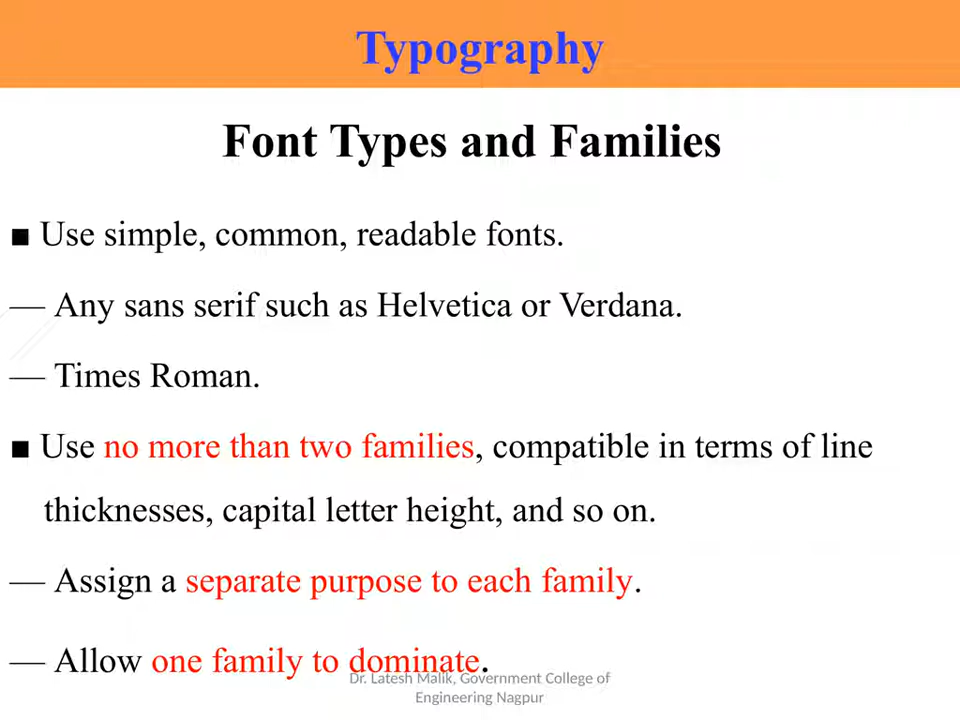 Typography
Font Types and Families
■ Use simple, common, readable fonts.
— Any sans serif such as Helvetica or Verdana.
— Times Roman.
■ Use no more than two families, compatible in terms of line
thicknesses, capital letter height, and so on.
— Assign a separate purpose to each family.
— Allow one family to dominate.
Dr. Latesh Malik, Government College of
Engineering Nagpur